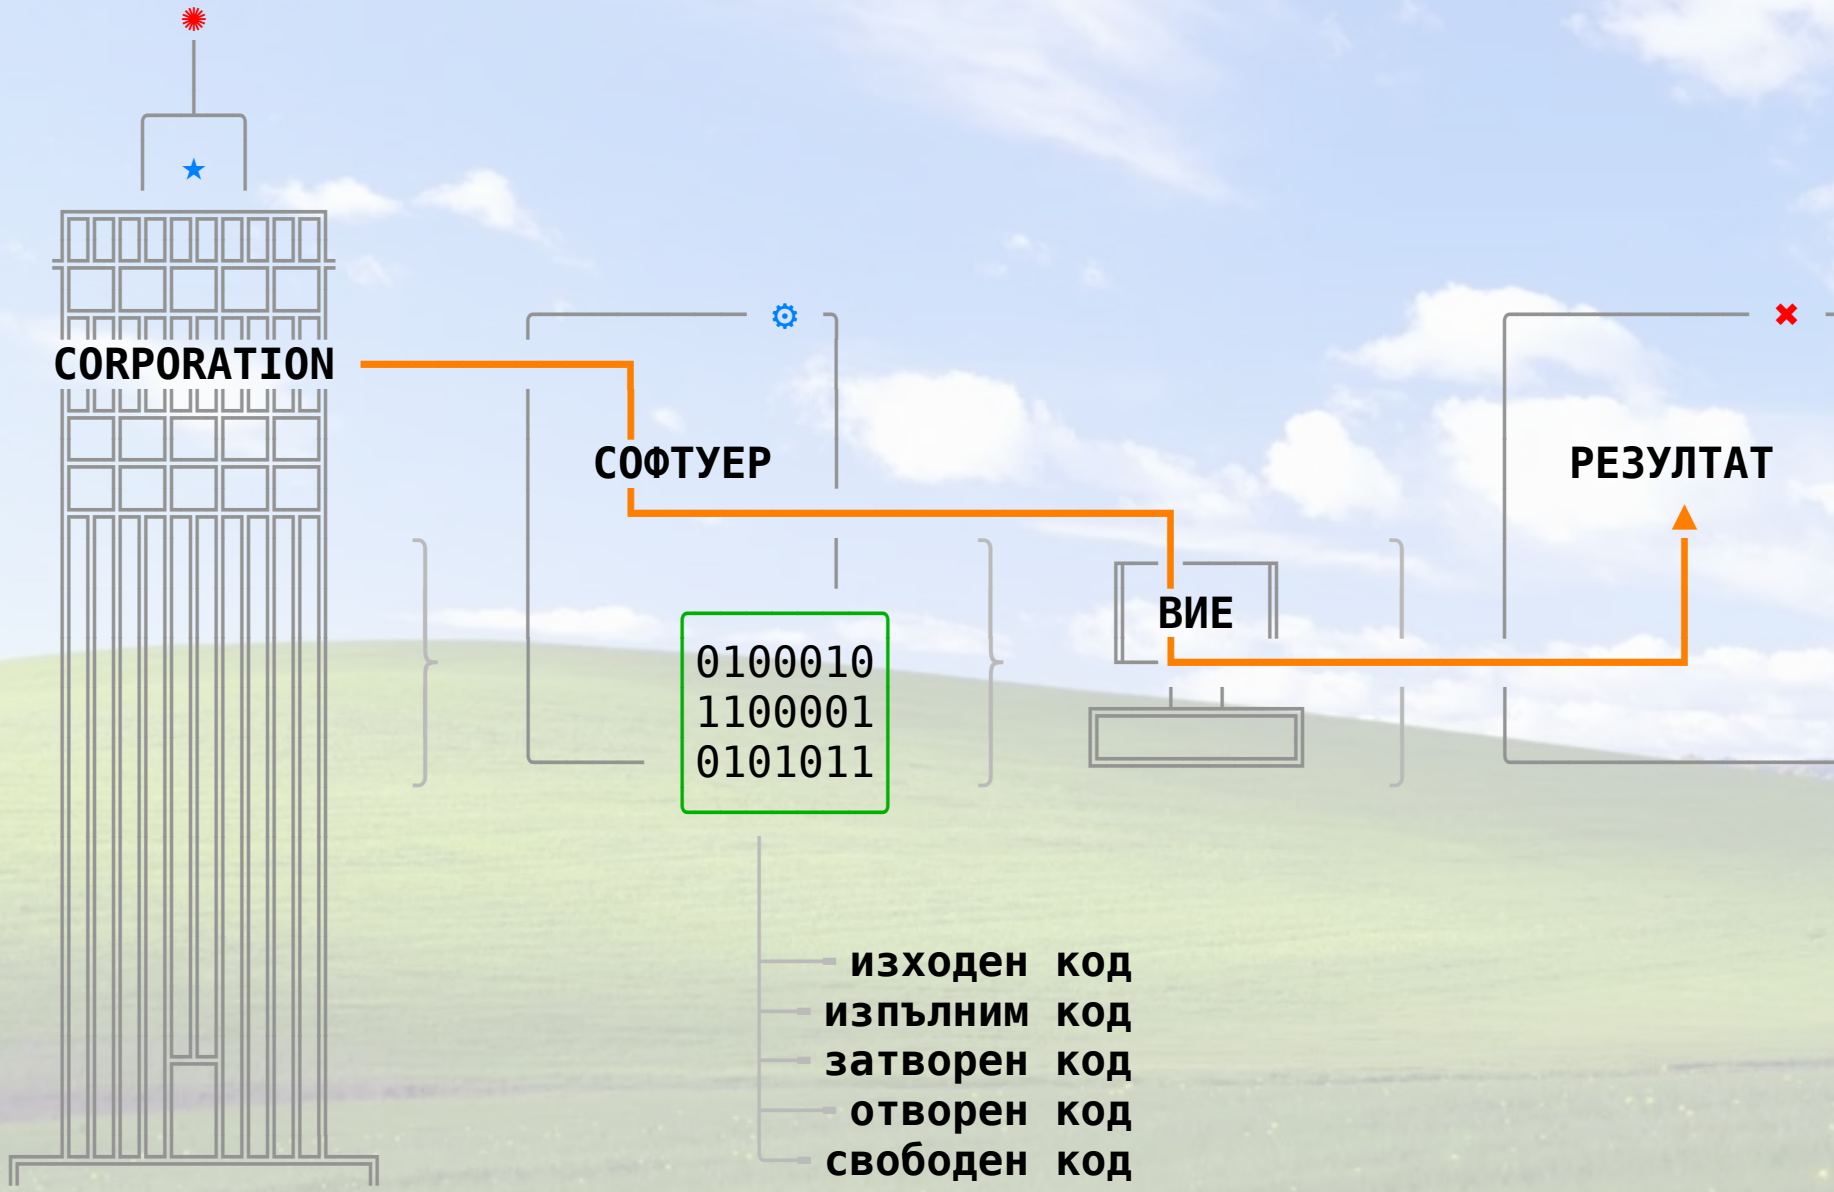 CORPORATION
СОФТУЕР
РЕЗУЛТАТ
ВИЕ
0100010
1100001
0101011
изходен код
изпълним код
затворен код
отворен код
свободен код